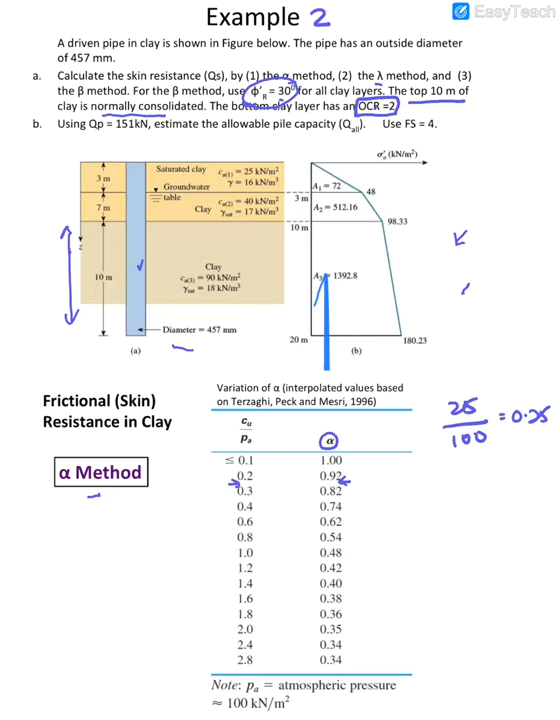 Example 2
EasyTeach
A driven pipe in clay is shown in Figure below. The pipe has an outside diameter
of 457 mm.
a. Calculate the skin resistance (Qs), by (1) the α method, (2) the λ method, and (3)
the β method. For the β method, use ϕ'R = 30° for all clay layers. The top 10 m of
clay is normally consolidated. The bottom clay layer has an OCR =2.
b. Using Qp = 151kN, estimate the allowable pile capacity (Qall). Use FS = 4.
σ'o (kN/m²)
Saturated clay cu(1) = 25 kN/m²
γ = 16 kN/m³
3 m
Groundwater
table
cu(2) = 40 kN/m²
Clay γsat = 17 kN/m³
7 m
z
10 m
Clay
cu(3) = 90 kN/m²
γsat = 18 kN/m³
Diameter = 457 mm
(a)
A1 = 72
48
3 m
A2 = 512.16
98.33
10 m
A3 = 1392.8
20 m
180.23
(b)
Frictional (Skin)
Resistance in Clay
α Method
Variation of α (interpolated values based
on Terzaghi, Peck and Mesri, 1996)
cu
pa α
≤ 0.1 1.00
0.2 0.92
0.3 0.82
0.4 0.74
0.6 0.62
0.8 0.54
1.0 0.48
1.2 0.42
1.4 0.40
1.6 0.38
1.8 0.36
2.0 0.35
2.4 0.34
2.8 0.34
Note: pa = atmospheric pressure
≈ 100 kN/m²
25
100 = 0.25